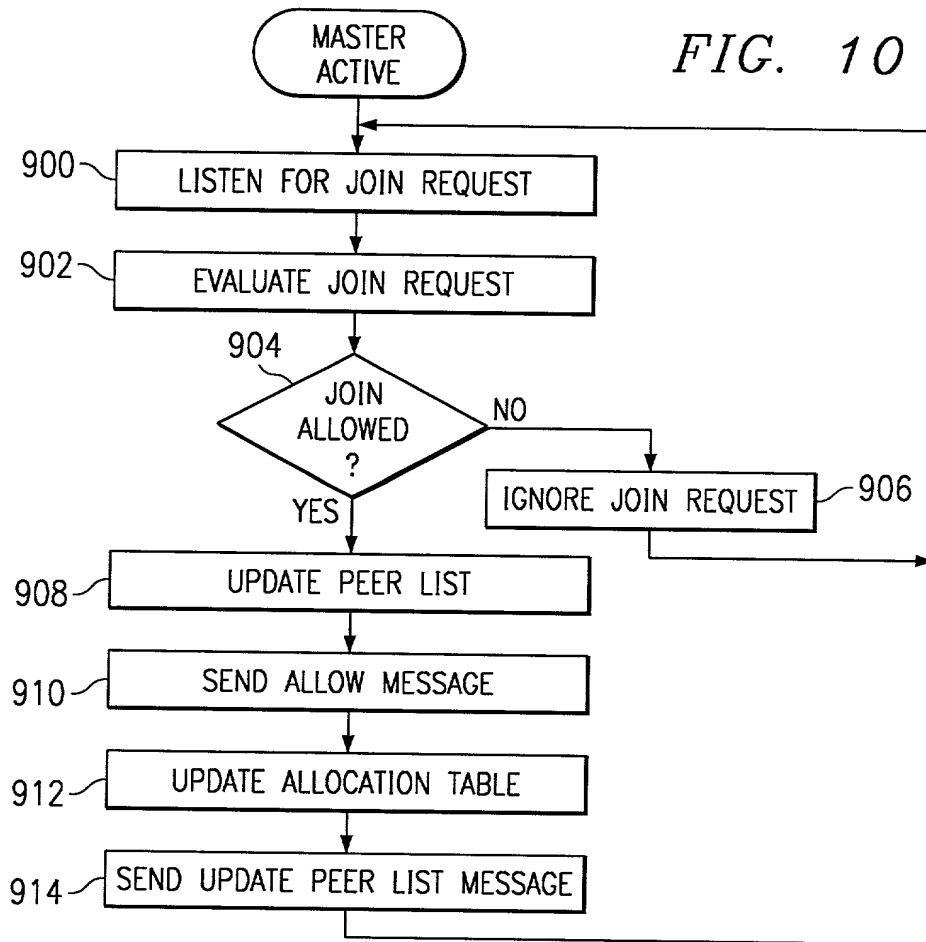 MASTER
ACTIVE
FIG. 10
900
LISTEN FOR JOIN REQUEST
902
EVALUATE JOIN REQUEST
904
JOIN
ALLOWED
?
NO
YES
IGNORE JOIN REQUEST
906
908
UPDATE PEER LIST
910
SEND ALLOW MESSAGE
912
UPDATE ALLOCATION TABLE
914
SEND UPDATE PEER LIST MESSAGE